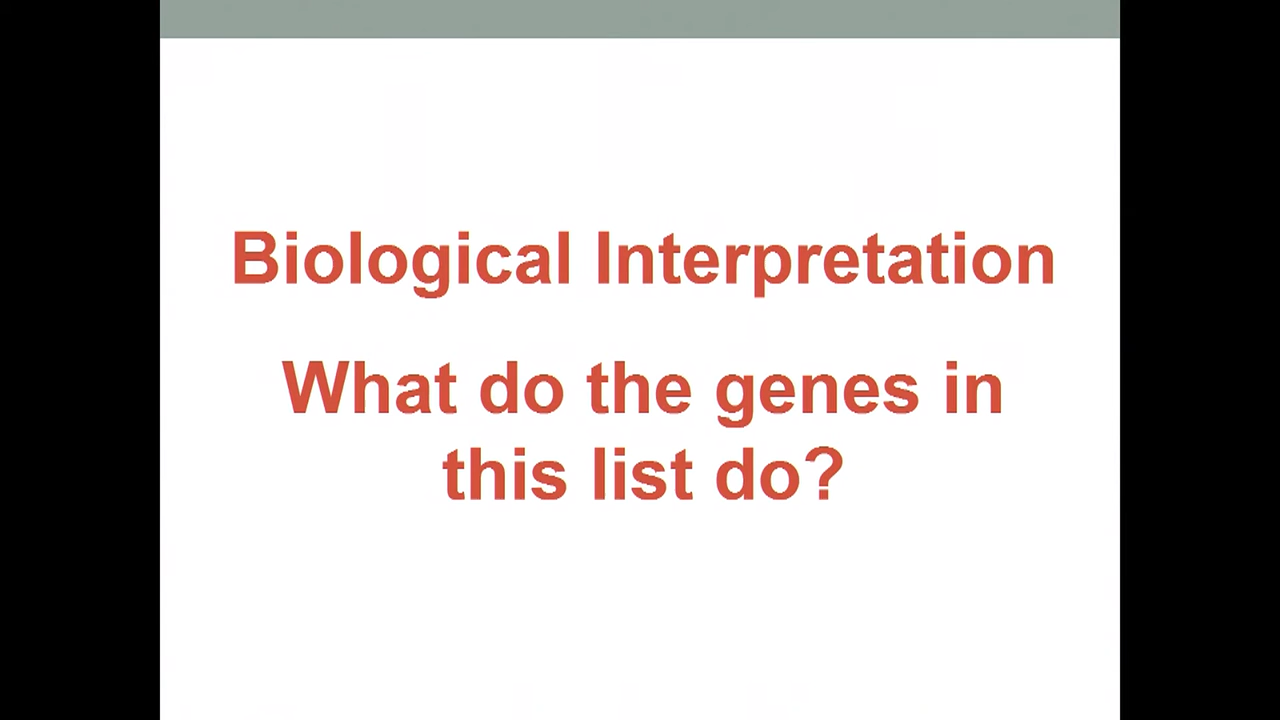 Biological Interpretation
What do the genes in
this list do?